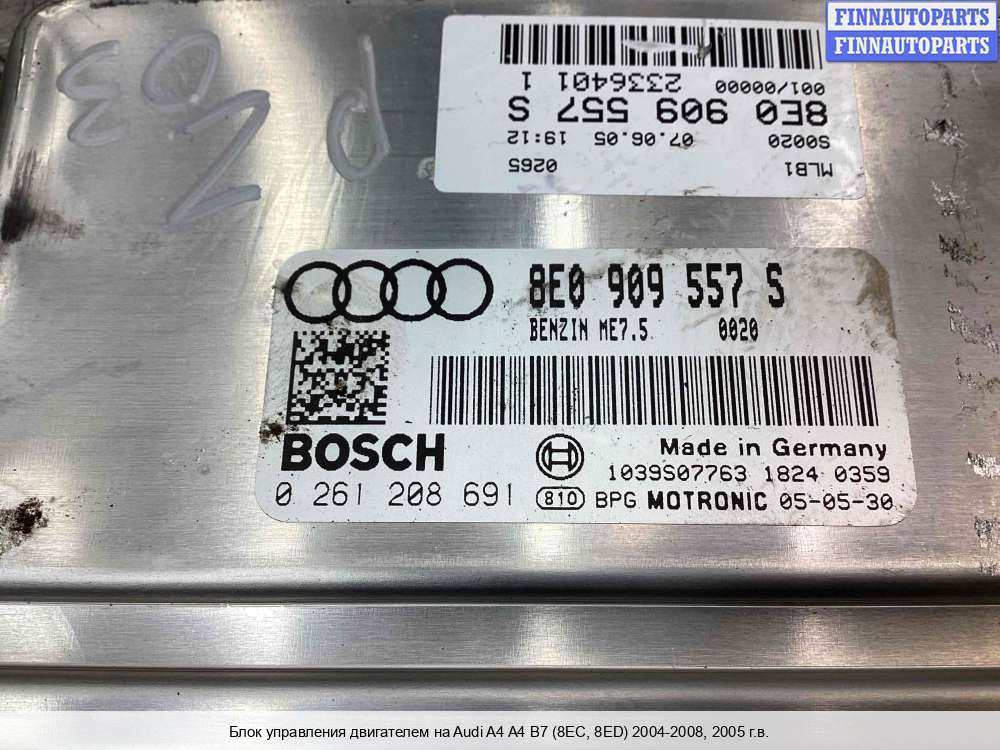 FINNAUTOPARTS
FINNAUTOPARTS
P
Z83
MLB1 0265
S0020 07.06.05 19:12
8E0 909 557 S
001/00000 2336401 1
8E0 909 557 S
BENZIN ME7.5 0020
BOSCH
Made in Germany
1039S07763 1824 0359
0 261 208 691
810 BPG MOTRONIC 05-05-30
Блок управления двигателем на Audi A4 A4 B7 (8EC, 8ED) 2004-2008, 2005 г.в.